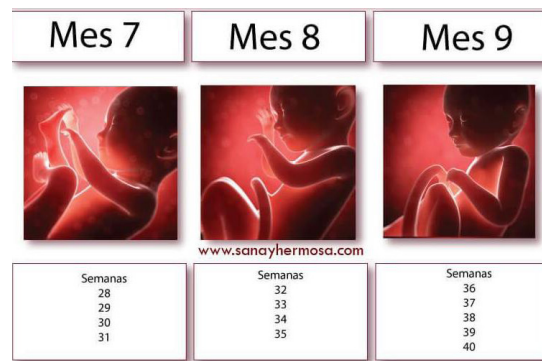 Mes 7
Mes 8
Mes 9
www.sanayhermosa.com
Semanas
28
29
30
31
Semanas
32
33
34
35
Semanas
36
37
38
39
40